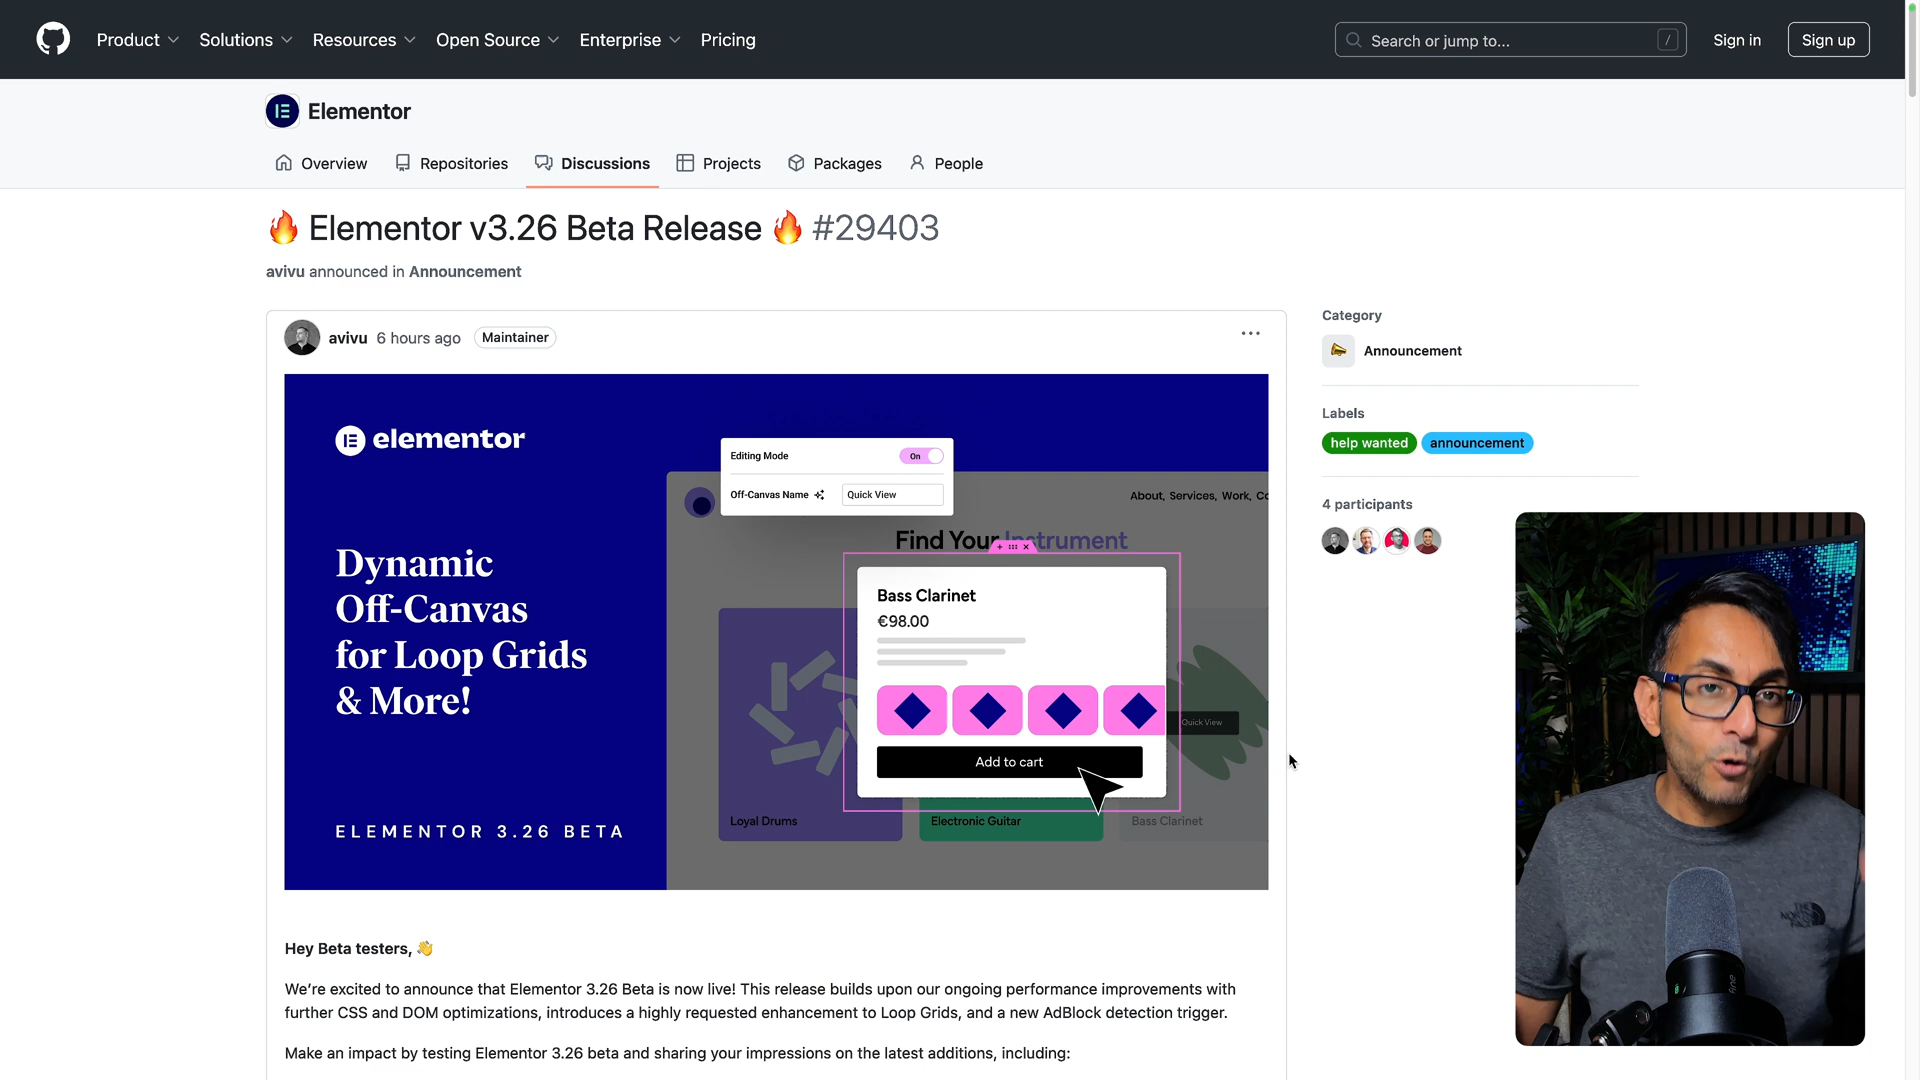 Product
Solutions
Resources
Open Source
Enterprise
Pricing
Search or jump to...
/
Sign in
Sign up
Elementor
Overview
Repositories
Discussions
Projects
Packages
People
🔥 Elementor v3.26 Beta Release 🔥 #29403
avivu announced in Announcement
avivu 6 hours ago Maintainer
elementor
Dynamic
Off-Canvas
for Loop Grids
& More!
ELEMENTOR 3.26 BETA
Editing Mode
On
Off-Canvas Name
Quick View
About, Services, Work, Co
Find Your Instrument
Bass Clarinet
€98.00
Quick View
Add to cart
Loyal Drums
Electronic Guitar
Bass Clarinet
Hey Beta testers, 👋
We're excited to announce that Elementor 3.26 Beta is now live! This release builds upon our ongoing performance improvements with
further CSS and DOM optimizations, introduces a highly requested enhancement to Loop Grids, and a new AdBlock detection trigger.
Make an impact by testing Elementor 3.26 beta and sharing your impressions on the latest additions, including:
Category
Announcement
Labels
help wanted
announcement
4 participants